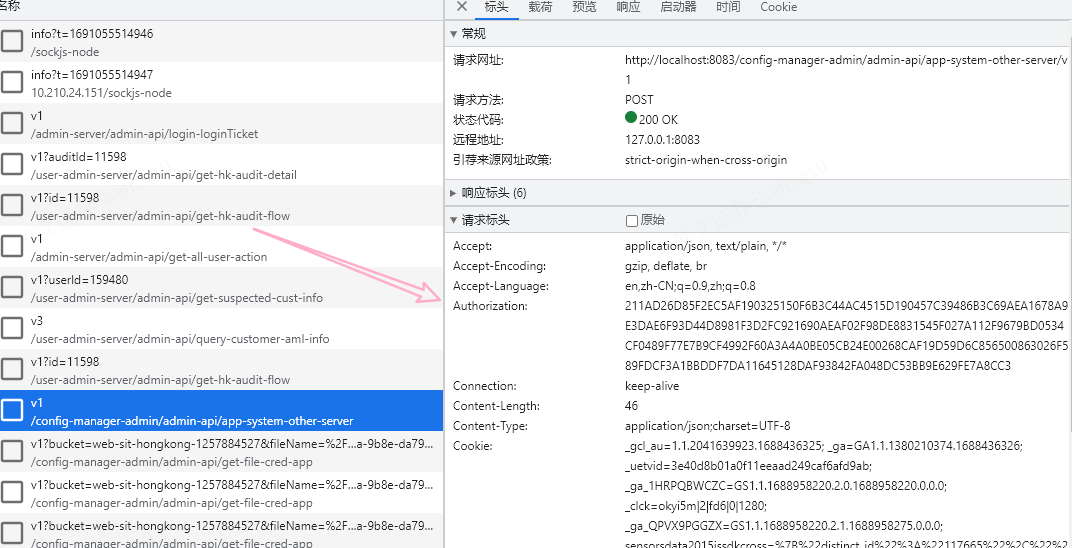 名称
info?t=1691055514946
/sockjs-node
info?t=1691055514947
10.210.24.151/sockjs-node
v1
/admin-server/admin-api/login-loginTicket
v1?auditId=11598
/user-admin-server/admin-api/get-hk-audit-detail
v1?id=11598
/user-admin-server/admin-api/get-hk-audit-flow
v1
/admin-server/admin-api/get-all-user-action
v1?userId=159480
/user-admin-server/admin-api/get-suspected-cust-info
v3
/user-admin-server/admin-api/query-customer-aml-info
v1?id=11598
/user-admin-server/admin-api/get-hk-audit-flow
v1
/config-manager-admin/admin-api/app-system-other-server
v1?bucket=web-sit-hongkong-1257884527&fileName=%2F...a-9b8e-da79...
/config-manager-admin/admin-api/get-file-cred-app
v1?bucket=web-sit-hongkong-1257884527&fileName=%2F...a-9b8e-da79...
/config-manager-admin/admin-api/get-file-cred-app
v1?bucket=web-sit-hongkong-1257884527&fileName=%2F...a-9b8e-da79...
/config-manager-admin/admin-api/get-file-cred-app
标头 载荷 预览 响应 启动器 时间 Cookie
常规
请求网址: http://localhost:8083/config-manager-admin/admin-api/app-system-other-server/v
1
请求方法: POST
状态代码: 200 OK
远程地址: 127.0.0.1:8083
引荐来源网址政策: strict-origin-when-cross-origin
响应标头 (6)
请求标头 原始
Accept: application/json, text/plain, */*
Accept-Encoding: gzip, deflate, br
Accept-Language: en,zh-CN;q=0.9,zh;q=0.8
Authorization: 211AD26D85F2EC5AF190325150F6B3C44AC4515D190457C39486B3C69AEA1678A9
E3DAE6F93D44D8981F3D2FC921690AEAF02F98DE8831545F027A112F9679BD0534
CF0489F77E7B9CF4992F60A3A4A0BE05CB24E00268CAF19D59D6C856500863026F5
89FDCF3A1BBDDF7DA11645128DAF93842FA048DC53BB9E629FE7A8CC3
Connection: keep-alive
Content-Length: 46
Content-Type: application/json;charset=UTF-8
Cookie: _gcl_au=1.1.2041639923.1688436325; _ga=GA1.1.1380210374.1688436326;
_uetvid=3e40d8b01a0f11eeaad249caf6afd9ab;
_ga_1HRPQBWCZC=GS1.1.1688958220.2.0.1688958220.0.0.0;
_clck=okyi5m|2|fd6|0|1280;
_ga_QPVX9PGGZX=GS1.1.1688958220.2.1.1688958275.0.0.0;
sensorsdata2015jssdkcross=%7B%22distinct_id%22%3A%22117665%22%2C%22%2